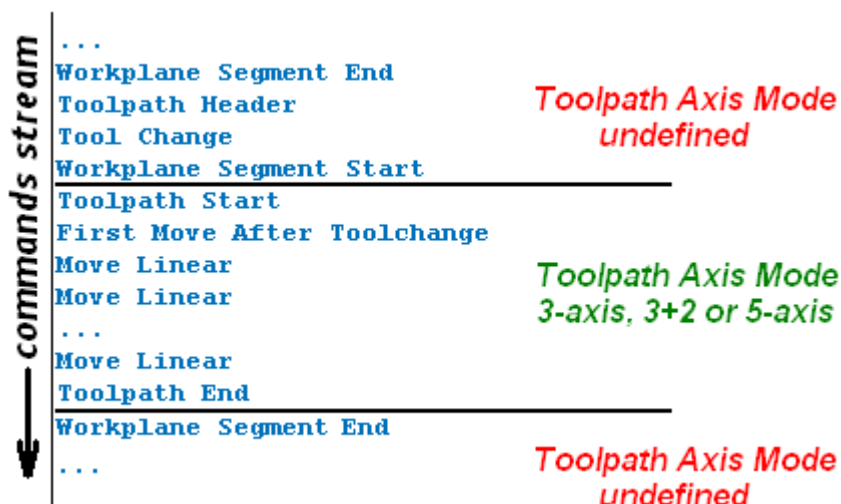 commands stream
...
Workplane Segment End
Toolpath Header
Tool Change
Workplane Segment Start
Toolpath Axis Mode
undefined
Toolpath Start
First Move After Toolchange
Move Linear
Move Linear
...
Move Linear
Toolpath End
Toolpath Axis Mode
3-axis, 3+2 or 5-axis
Workplane Segment End
...
Toolpath Axis Mode
undefined